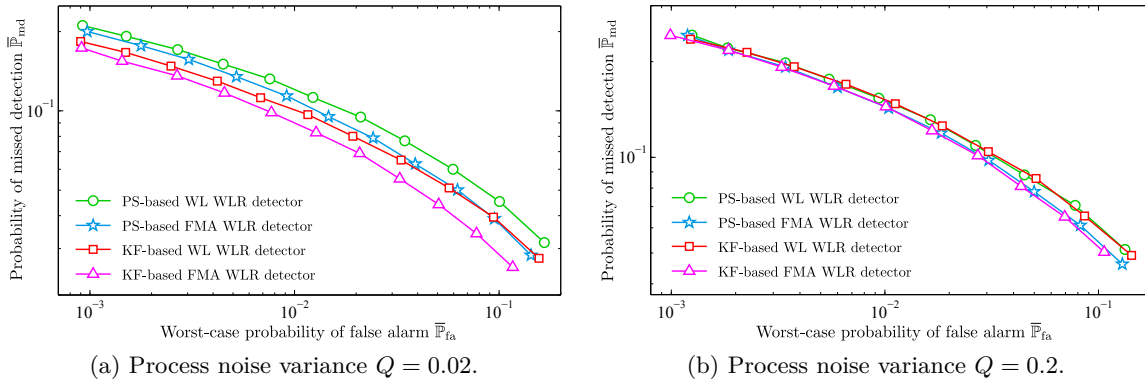 Probability of missed detection P̅md
10⁻¹
PS-based WL WLR detector
PS-based FMA WLR detector
KF-based WL WLR detector
KF-based FMA WLR detector
10⁻³ 10⁻² 10⁻¹
Worst-case probability of false alarm P̅fa
(a) Process noise variance Q = 0.02.
Probability of missed detection P̅md
10⁻¹
PS-based WL WLR detector
PS-based FMA WLR detector
KF-based WL WLR detector
KF-based FMA WLR detector
10⁻³ 10⁻² 10⁻¹
Worst-case probability of false alarm P̅fa
(b) Process noise variance Q = 0.2.